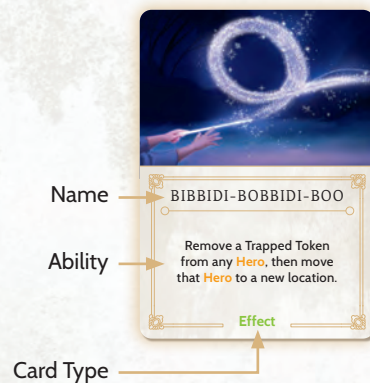 Name
BIBBIDI-BOBBIDI-BOO
Ability
Remove a Trapped Token
from any Hero, then move
that Hero to a new location.
Effect
Card Type